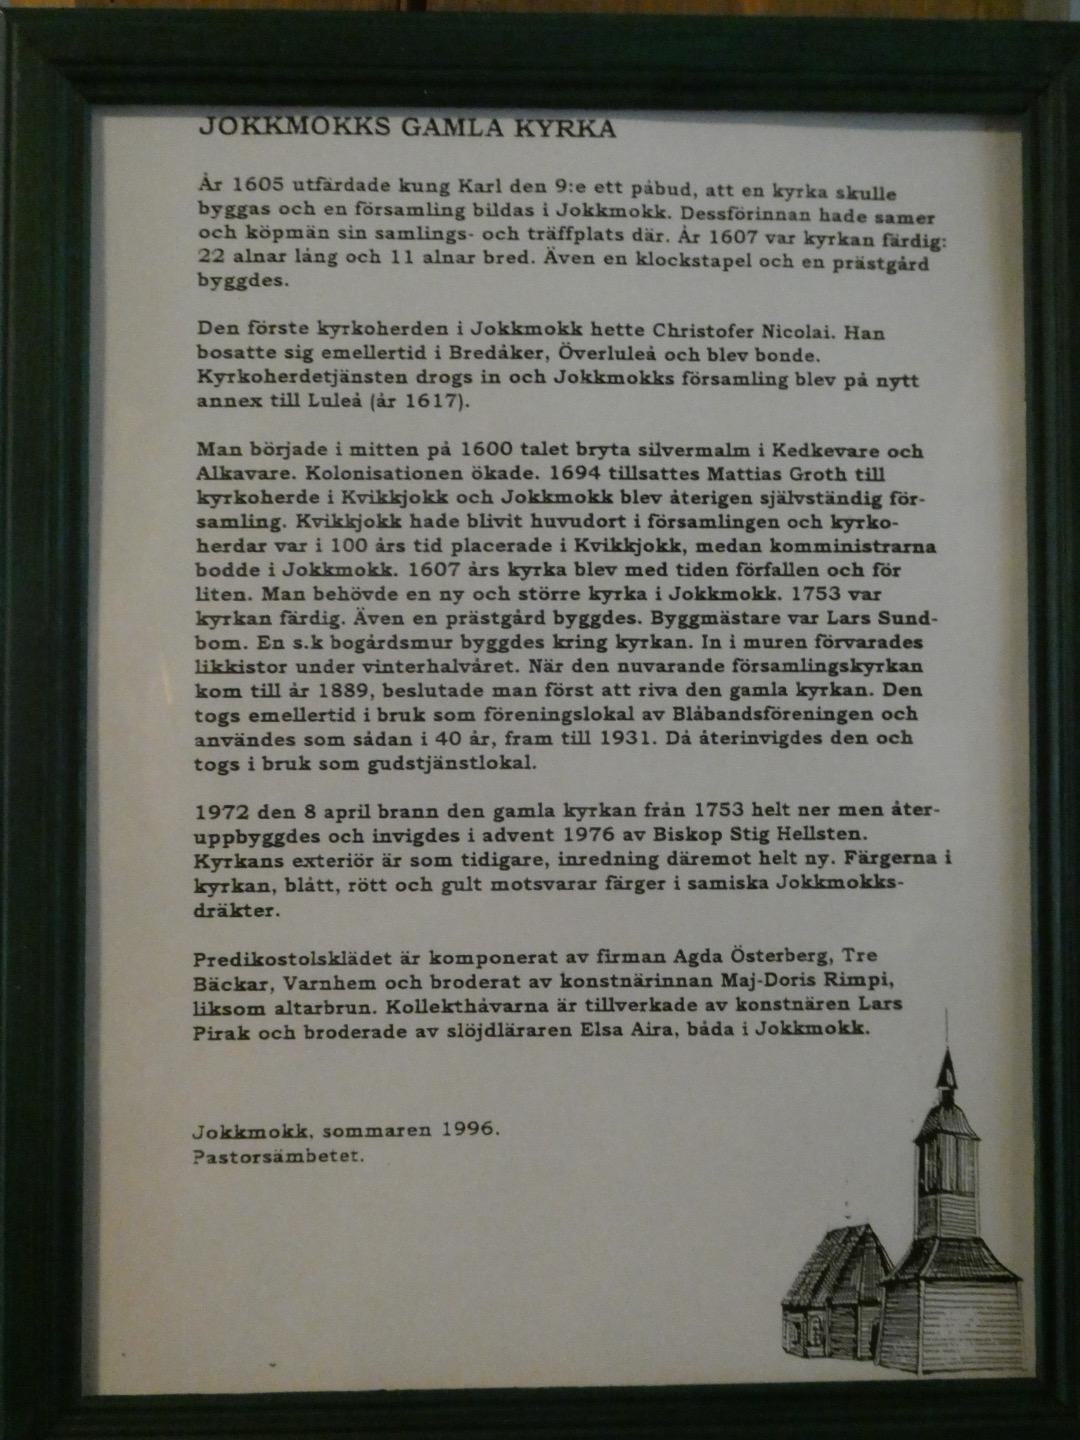 JOKKMOKKS GAMLA KYRKA
År 1605 utfärdade kung Karl den 9:e ett påbud, att en kyrka skulle
byggas och en församling bildas i Jokkmokk. Dessförinnan hade samer
och köpmän sin samlings- och träffplats där. År 1607 var kyrkan färdig:
22 alnar lång och 11 alnar bred. Även en klockstapel och en prästgård
byggdes.
Den förste kyrkoherden i Jokkmokk hette Christofer Nicolai. Han
bosatte sig emellertid i Bredåker, Överluleå och blev bonde.
Kyrkoherdetjänsten drogs in och Jokkmokks församling blev på nytt
annex till Luleå (år 1617).
Man började i mitten på 1600 talet bryta silvermalm i Kedkevare och
Alkavare. Kolonisationen ökade. 1694 tillsattes Mattias Groth till
kyrkoherde i Kvikkjokk och Jokkmokk blev återigen självständig för-
samling. Kvikkjokk hade blivit huvudort i församlingen och kyrko-
herdar var i 100 års tid placerade i Kvikkjokk, medan komministrarna
bodde i Jokkmokk. 1607 års kyrka blev med tiden förfallen och för
liten. Man behövde en ny och större kyrka i Jokkmokk. 1753 var
kyrkan färdig. Även en prästgård byggdes. Byggmästare var Lars Sund-
bom. En s.k bogårdsmur byggdes kring kyrkan. In i muren förvarades
likkistor under vinterhalvåret. När den nuvarande församlingskyrkan
kom till år 1889, beslutade man först att riva den gamla kyrkan. Den
togs emellertid i bruk som föreningslokal av Blåbandsföreningen och
användes som sådan i 40 år, fram till 1931. Då återinvigdes den och
togs i bruk som gudstjänstlokal.
1972 den 8 april brann den gamla kyrkan från 1753 helt ner men åter-
uppbyggdes och invigdes i advent 1976 av Biskop Stig Hellsten.
Kyrkans exteriör är som tidigare, inredning däremot helt ny. Färgerna i
kyrkan, blått, rött och gult motsvarar färger i samiska Jokkmokks-
dräkter.
Predikostolsklädet är komponerat av firman Agda Österberg, Tre
Bäckar, Varnhem och broderat av konstnärinnan Maj-Doris Rimpi,
liksom altarbrun. Kollekthåvarna är tillverkade av konstnären Lars
Pirak och broderade av slöjdläraren Elsa Aira, båda i Jokkmokk.
Jokkmokk, sommaren 1996.
Pastorsämbetet.